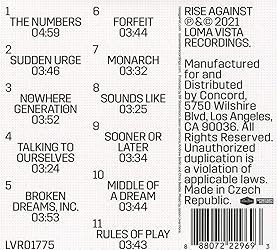 1
THE NUMBERS
04:59
2
SUDDEN URGE
03:46
3
NOWHERE
GENERATION
03:52
4
TALKING TO
OURSELVES
03:24
5
BROKEN
DREAMS, INC.
03:53
LVR01775
6
FORFEIT
03:44
7
MONARCH
03:32
8
SOUNDS LIKE
03:25
9
SOONER OR
LATER
03:34
10
MIDDLE OF
A DREAM
03:44
11
RULES OF PLAY
03:43
RISE AGAINST
℗ & © 2021
LOMA VISTA
RECORDINGS.
Manufactured
for and
Distributed
by Concord,
5750 Wilshire
Blvd, Los Angeles,
CA 90036. All
Rights Reserved.
Unauthorized
duplication is
a violation of
applicable laws.
Made in Czech
Republic.
8 88072 22969 3